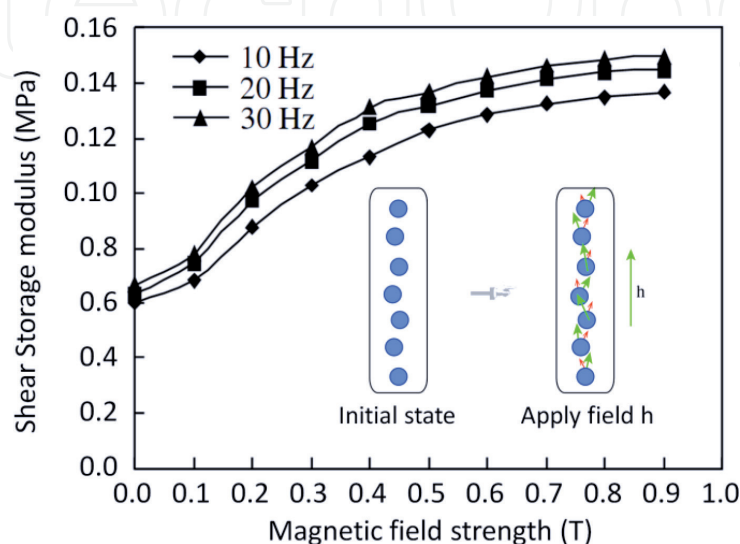 0.16
0.14
0.12
0.10
0.8
0.6
0.4
0.2
0.0
Shear Storage modulus (MPa)
10 Hz
20 Hz
30 Hz
h
Initial state
Apply field h
0.0 0.1 0.2 0.3 0.4 0.5 0.6 0.7 0.8 0.9 1.0
Magnetic field strength (T)